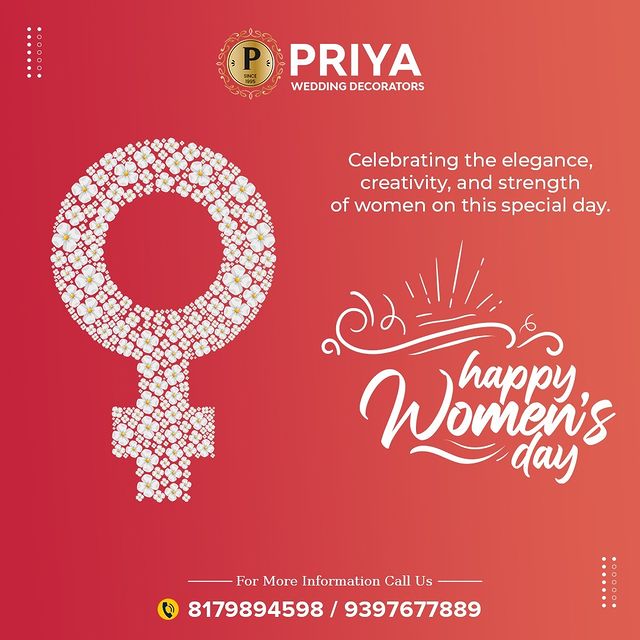 P
SINCE
1995
PRIYA
WEDDING DECORATORS
Celebrating the elegance,
creativity, and strength
of women on this special day.
happy
Women's
day
For More Information Call Us
8179894598 / 9397677889